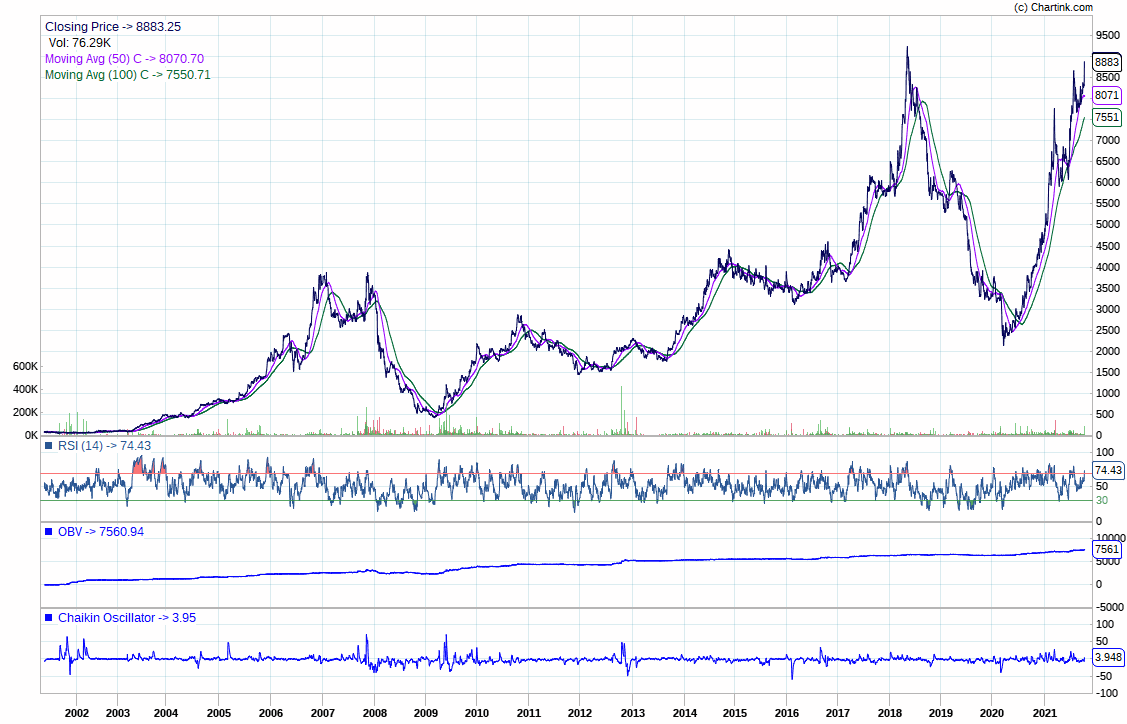 (c) Chartink.com
Closing Price -> 8883.25
Vol: 76.29K
Moving Avg (50) C -> 8070.70
Moving Avg (100) C -> 7550.71
9500
8883
8500
8071
7551
7000
6500
6000
5500
5000
4500
4000
3500
3000
2500
2000
1500
1000
500
0
600K
400K
200K
0K
RSI (14) -> 74.43
100
74.43
50
30
0
OBV -> 7560.94
10000
7561
5000
0
-5000
Chaikin Oscillator -> 3.95
100
50
3.948
-50
-100
2002 2003 2004 2005 2006 2007 2008 2009 2010 2011 2012 2013 2014 2015 2016 2017 2018 2019 2020 2021